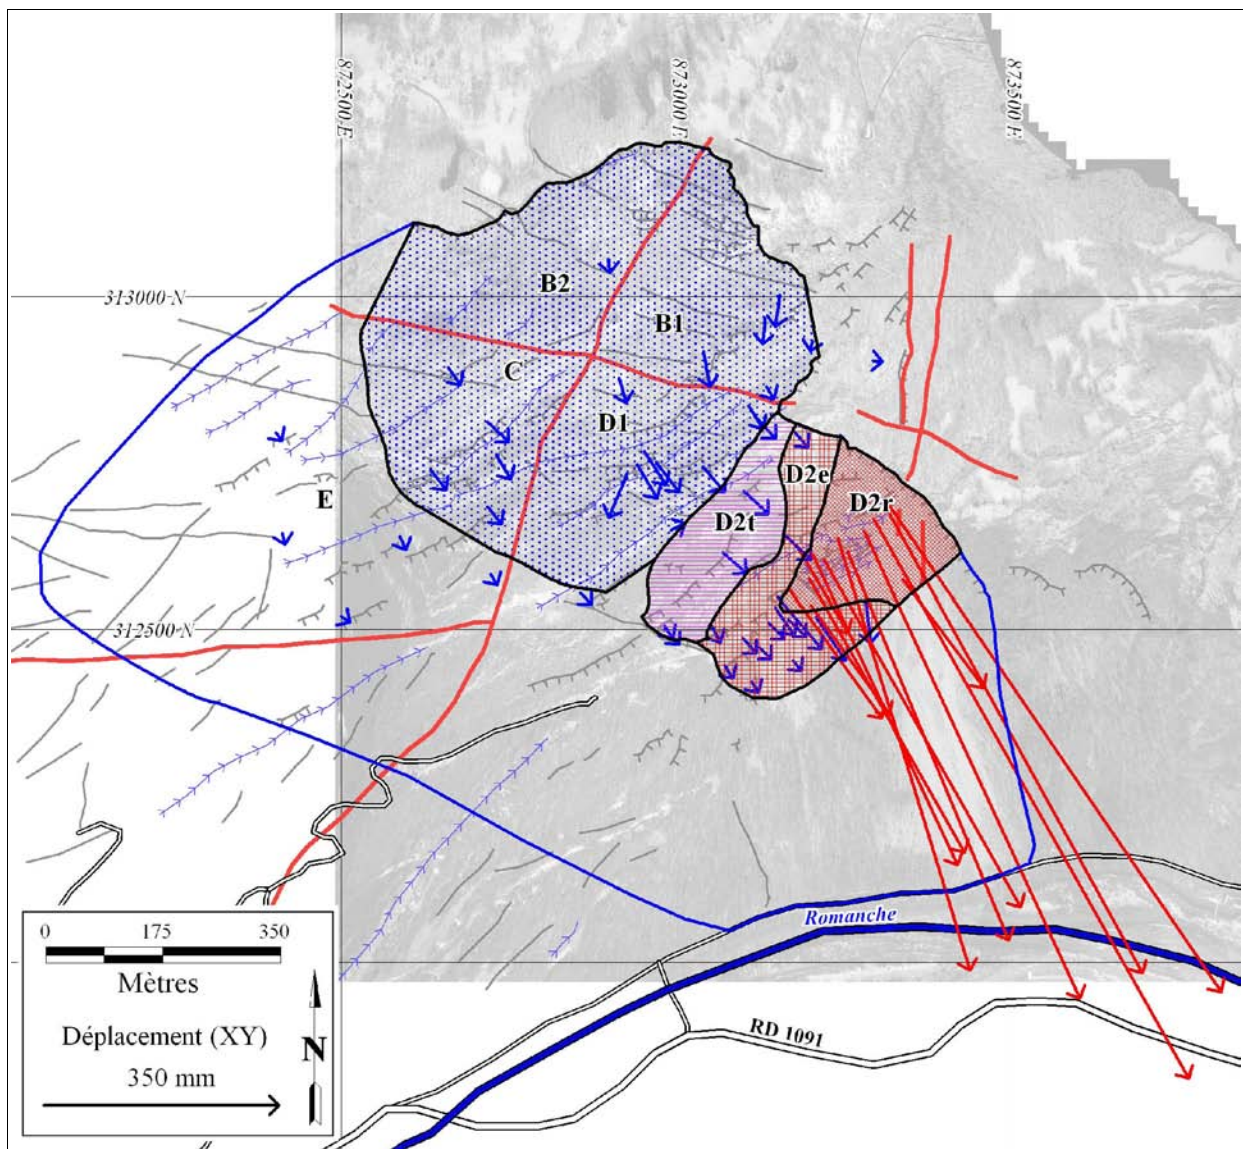 872500 E
873000 E
873500 E
313000 N
B2
B1
C
D1
E
D2e
D2r
D2t
312500 N
Romanche
RD 1091
0 175 350
Mètres
Déplacement (XY)
N
350 mm